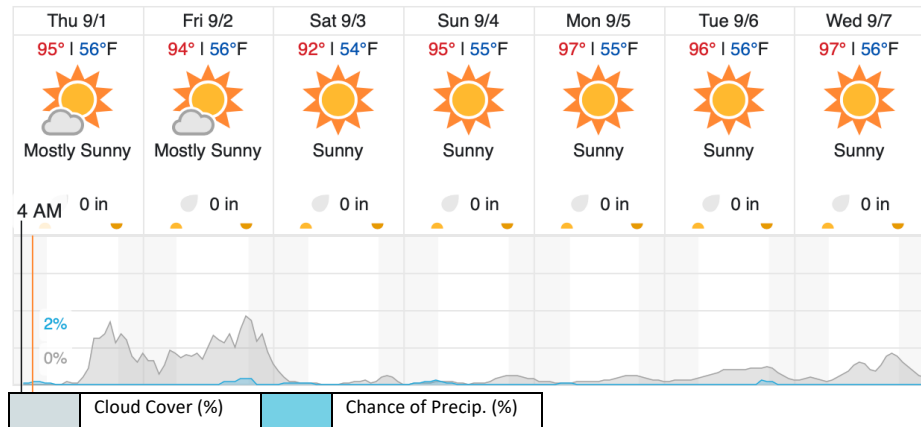 Thu 9/1 Fri 9/2 Sat 9/3 Sun 9/4 Mon 9/5 Tue 9/6 Wed 9/7
95° | 56°F 94° | 56°F 92° | 54°F 95° | 55°F 97° | 55°F 96° | 56°F 97° | 56°F
Mostly Sunny Mostly Sunny Sunny Sunny Sunny Sunny Sunny
0 in 0 in 0 in 0 in 0 in 0 in 0 in
4 AM
2%
0%
Cloud Cover (%) Chance of Precip. (%)